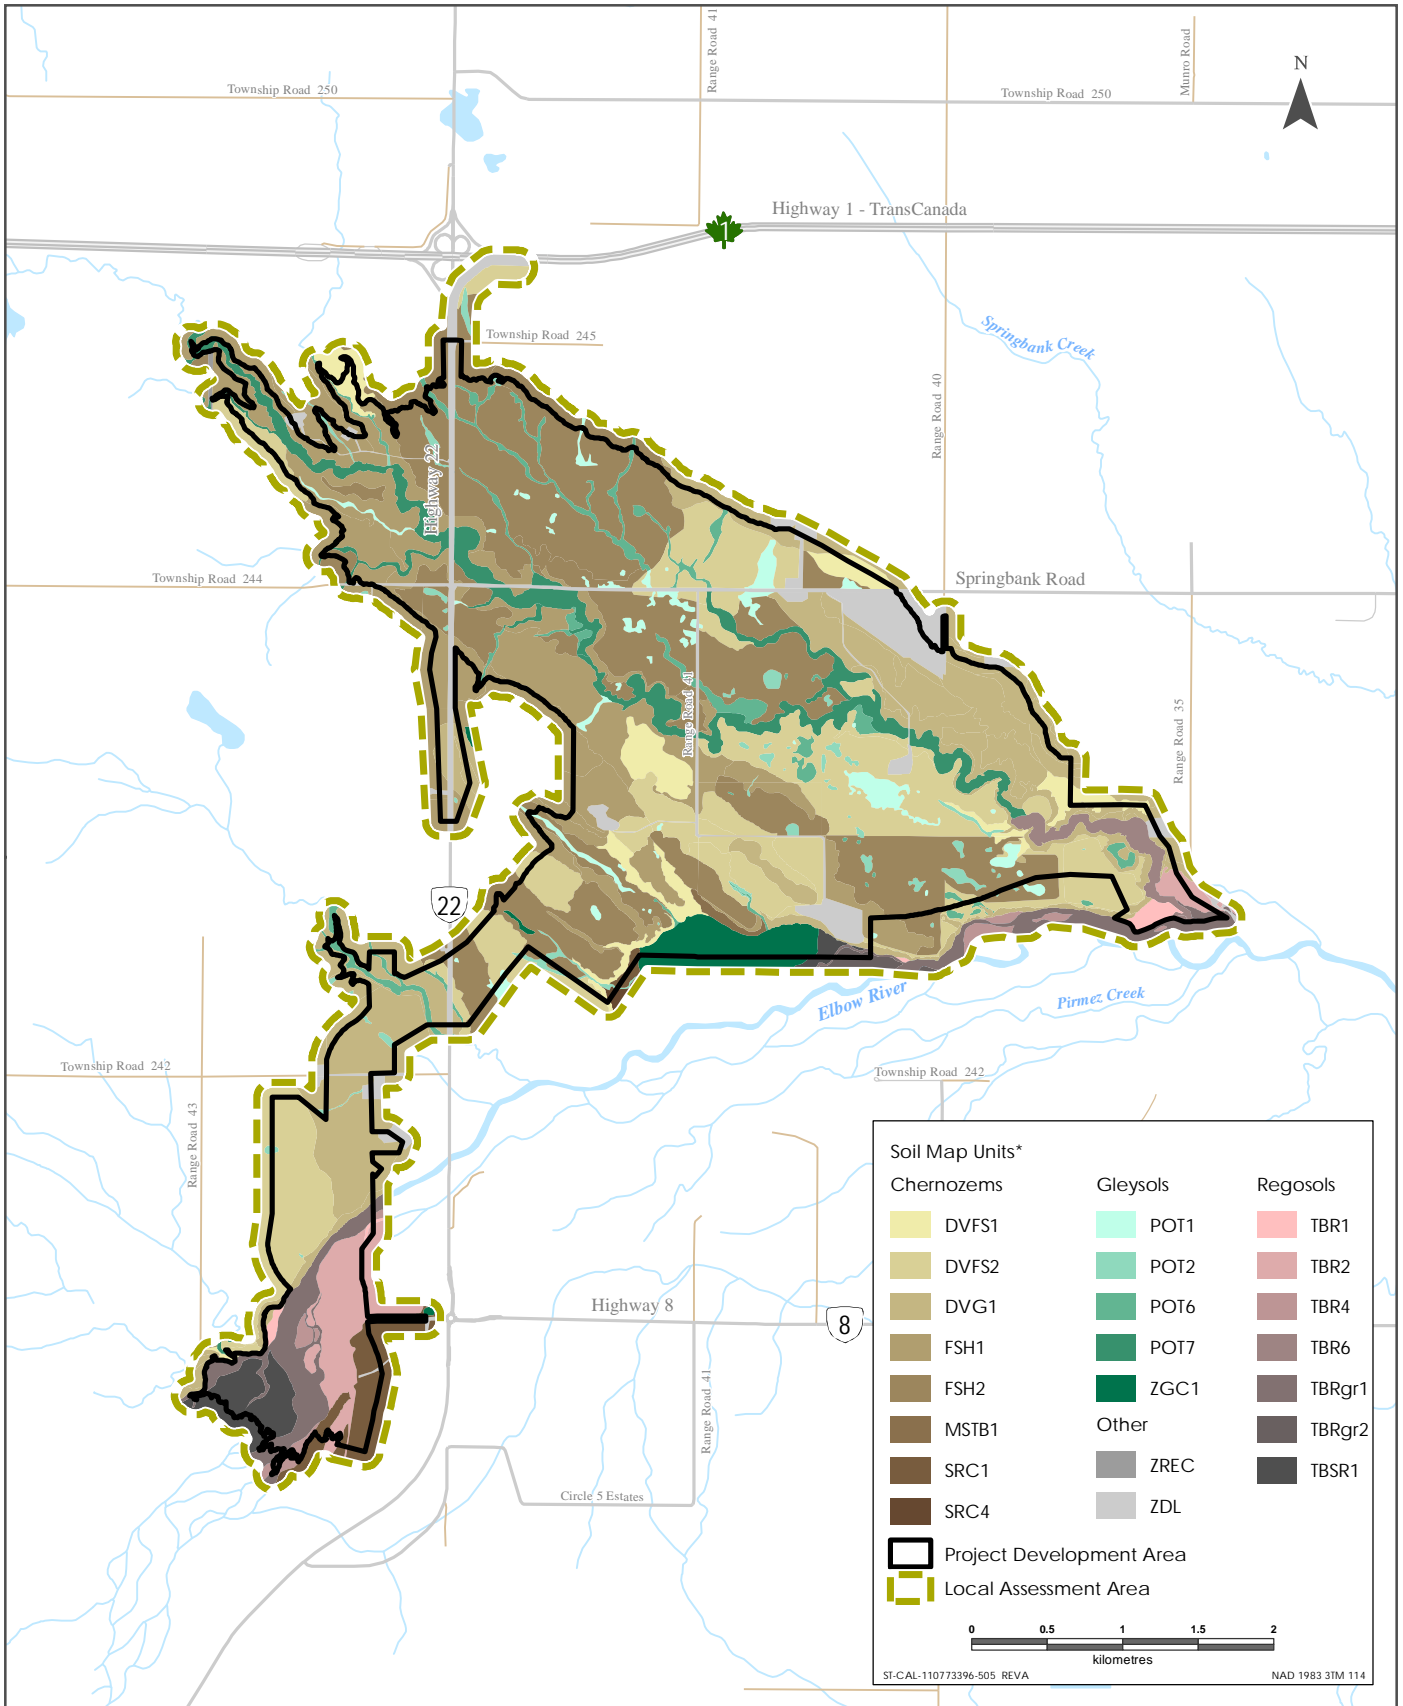 Range Road 41
Munro Road
N
Township Road 250
Township Road 250
Highway 1 - TransCanada
1
Township Road 245
Springbank Creek
Range Road 40
Highway 22
Township Road 244
Springbank Road
Range Road 41
Range Road 35
22
Elbow River
Pirmez Creek
Township Road 242
Township Road 242
Range Road 43
Highway 8
8
Range Road 41
Circle 5 Estates
Soil Map Units*
Chernozems
DVFS1
DVFS2
DVG1
FSH1
FSH2
MSTB1
SRC1
SRC4
Gleysols
POT1
POT2
POT6
POT7
ZGC1
Other
ZREC
ZDL
Regosols
TBR1
TBR2
TBR4
TBR6
TBRgr1
TBRgr2
TBSR1
Project Development Area
Local Assessment Area
0 0.5 1 1.5 2
kilometres
ST-CAL-110773396-505 REVA
NAD 1983 3TM 114